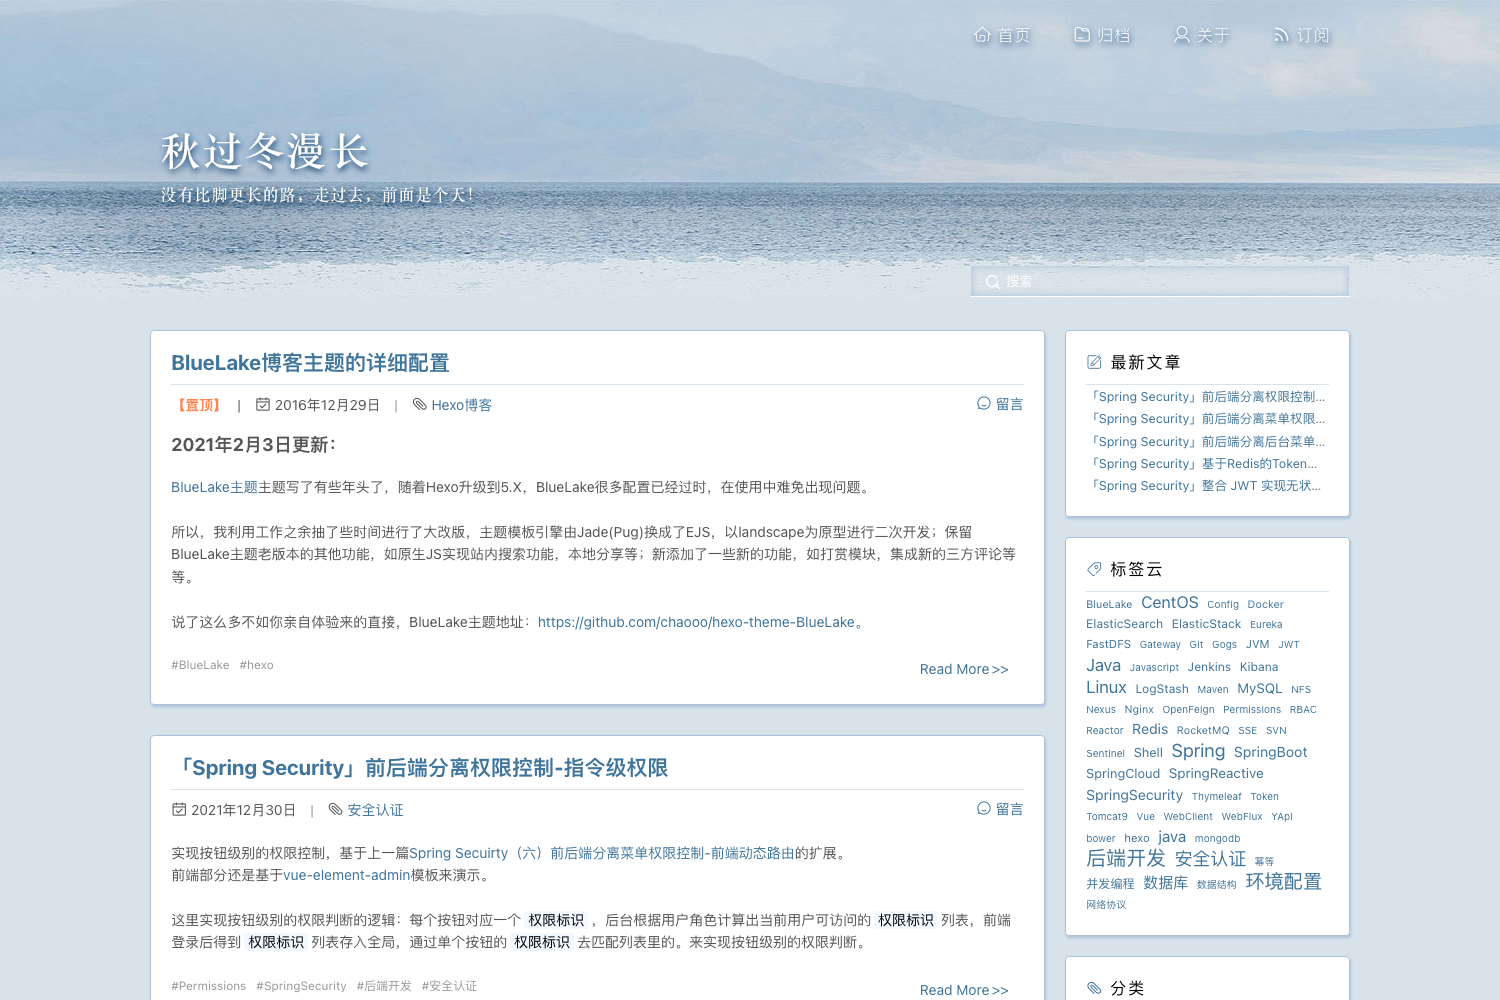 首页 归档 关于 订阅
秋过冬漫长
没有比脚更长的路，走过去，前面是个天！
搜索
BlueLake博客主题的详细配置
【置顶】 | 2016年12月29日 | Hexo博客 留言
2021年2月3日更新：
BlueLake主题主题写了有些年头了，随着Hexo升级到5.X，BlueLake很多配置已经过时，在使用中难免出现问题。
所以，我利用工作之余抽了些时间进行了大改版，主题模板引擎由Jade(Pug)换成了EJS，以landscape为原型进行二次开发；保留
BlueLake主题老版本的其他功能，如原生JS实现站内搜索功能，本地分享等；新添加了一些新的功能，如打赏模块，集成新的三方评论等
等。
说了这么多不如你亲自体验来的直接，BlueLake主题地址：https://github.com/chaooo/hexo-theme-BlueLake。
#BlueLake #hexo
Read More>>
「Spring Security」前后端分离权限控制-指令级权限
2021年12月30日 | 安全认证 留言
实现按钮级别的权限控制，基于上一篇Spring Secuirty（六）前后端分离菜单权限控制-前端动态路由的扩展。
前端部分还是基于vue-element-admin模板来演示。
这里实现按钮级别的权限判断的逻辑：每个按钮对应一个 权限标识 ，后台根据用户角色计算出当前用户可访问的 权限标识 列表，前端
登录后得到 权限标识 列表存入全局，通过单个按钮的 权限标识 去匹配列表里的。来实现按钮级别的权限判断。
#Permissions #SpringSecurity #后端开发 #安全认证
Read More>>
最新文章
「Spring Security」前后端分离权限控制...
「Spring Security」前后端分离菜单权限...
「Spring Security」前后端分离后台菜单...
「Spring Security」基于Redis的Token...
「Spring Security」整合 JWT 实现无状...
标签云
BlueLake CentOS Config Docker
ElasticSearch ElasticStack Eureka
FastDFS Gateway Git Gogs JVM JWT
Java Javascript Jenkins Kibana
Linux LogStash Maven MySQL NFS
Nexus Nginx OpenFeign Permissions RBAC
Reactor Redis RocketMQ SSE SVN
Sentinel Shell Spring SpringBoot
SpringCloud SpringReactive
SpringSecurity Thymeleaf Token
Tomcat9 Vue WebClient WebFlux YApi
bower hexo java mongodb
后端开发 安全认证 幂等
并发编程 数据库 数据结构 环境配置
网络协议
分类